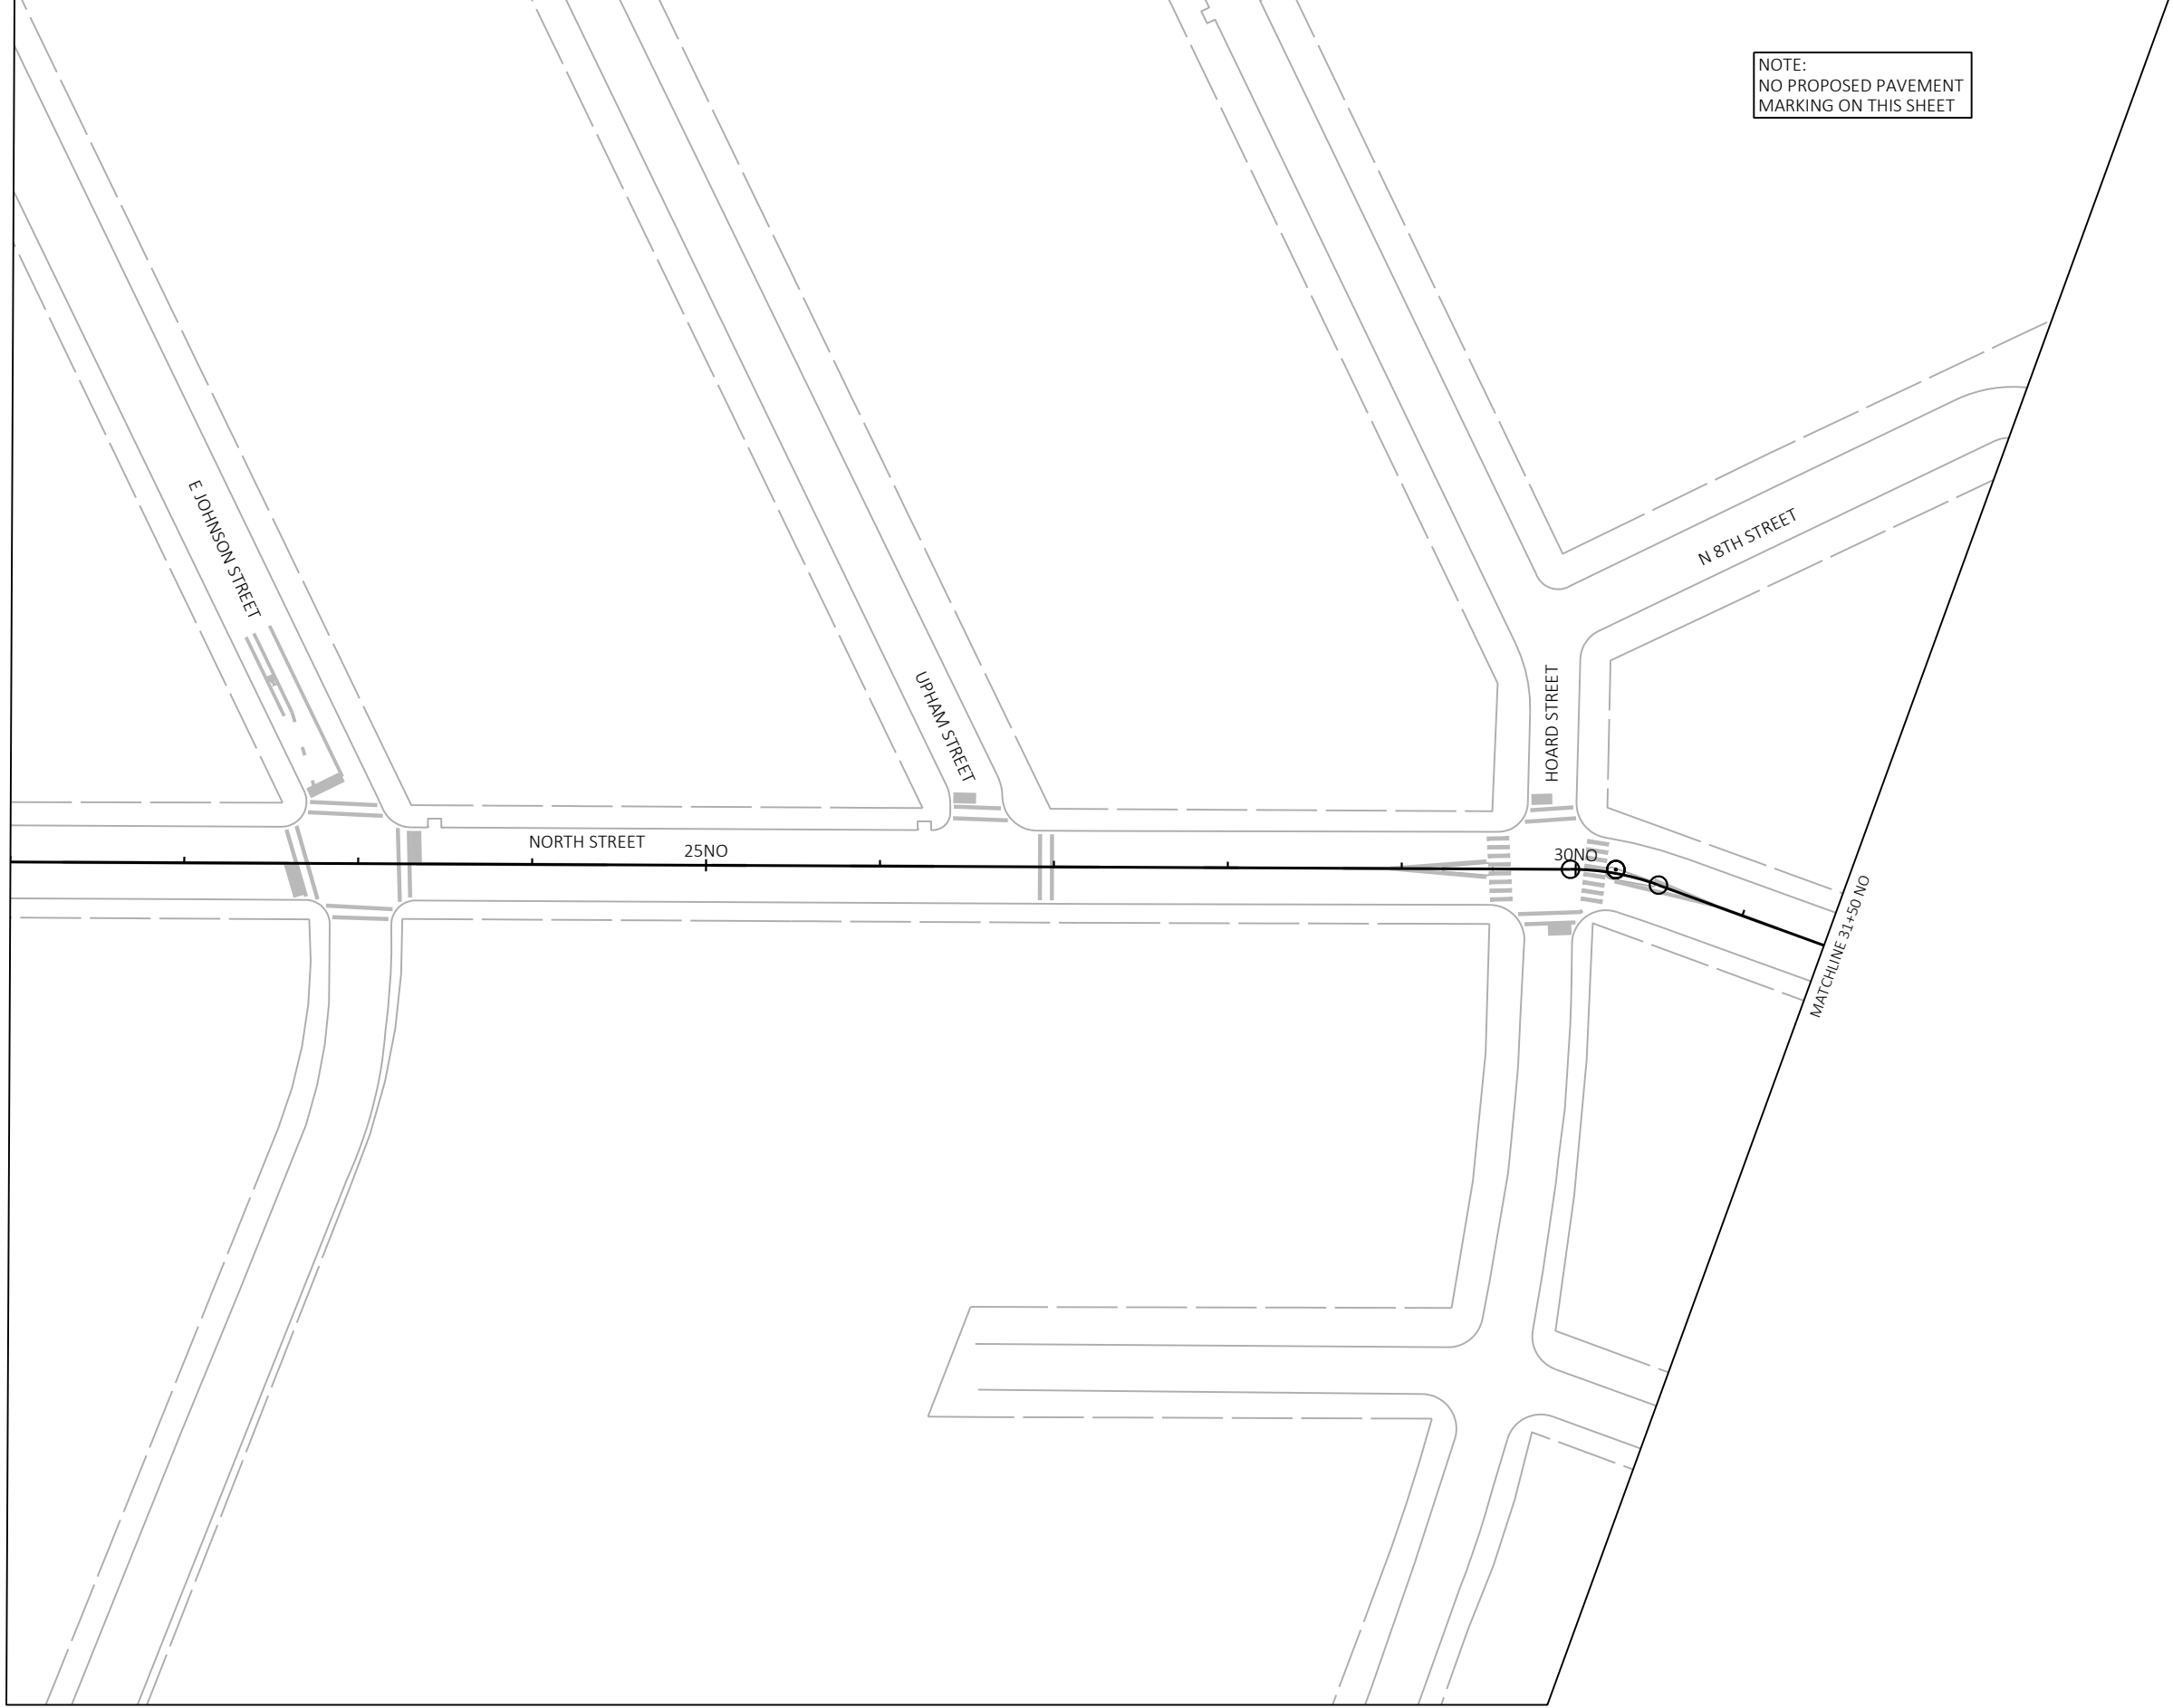 NOTE:
NO PROPOSED PAVEMENT
MARKING ON THIS SHEET
E JOHNSON STREET
N 8TH STREET
UPHAM STREET
HOARD STREET
NORTH STREET
25NO
30NO
MATCHLINE 31+50 NO